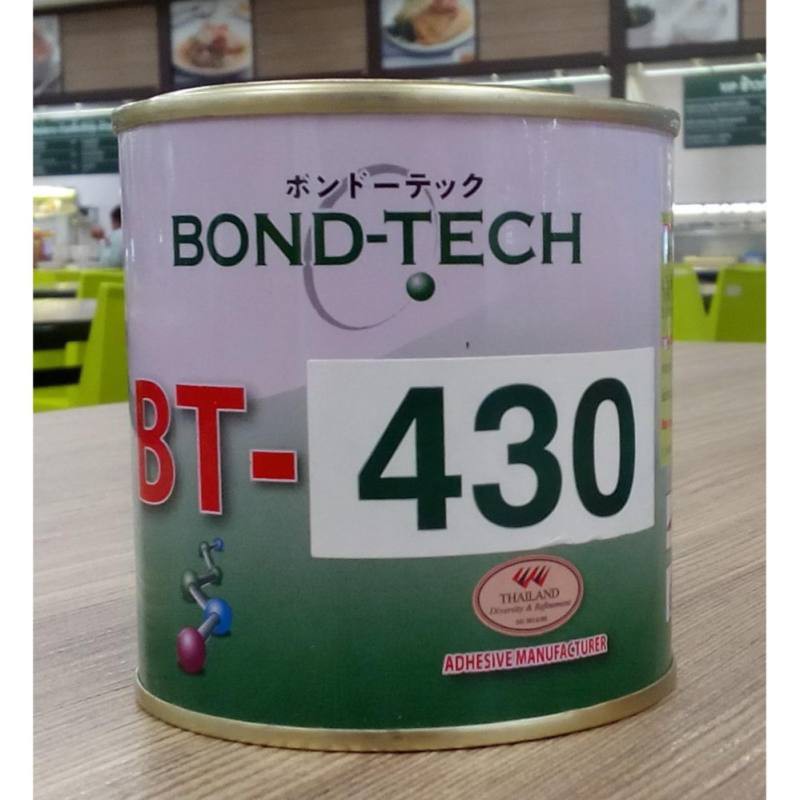 ボンドーテック
BOND-TECH
BT-430
THAILAND
Diversity & Refinement
ADHESIVE MANUFACTURER